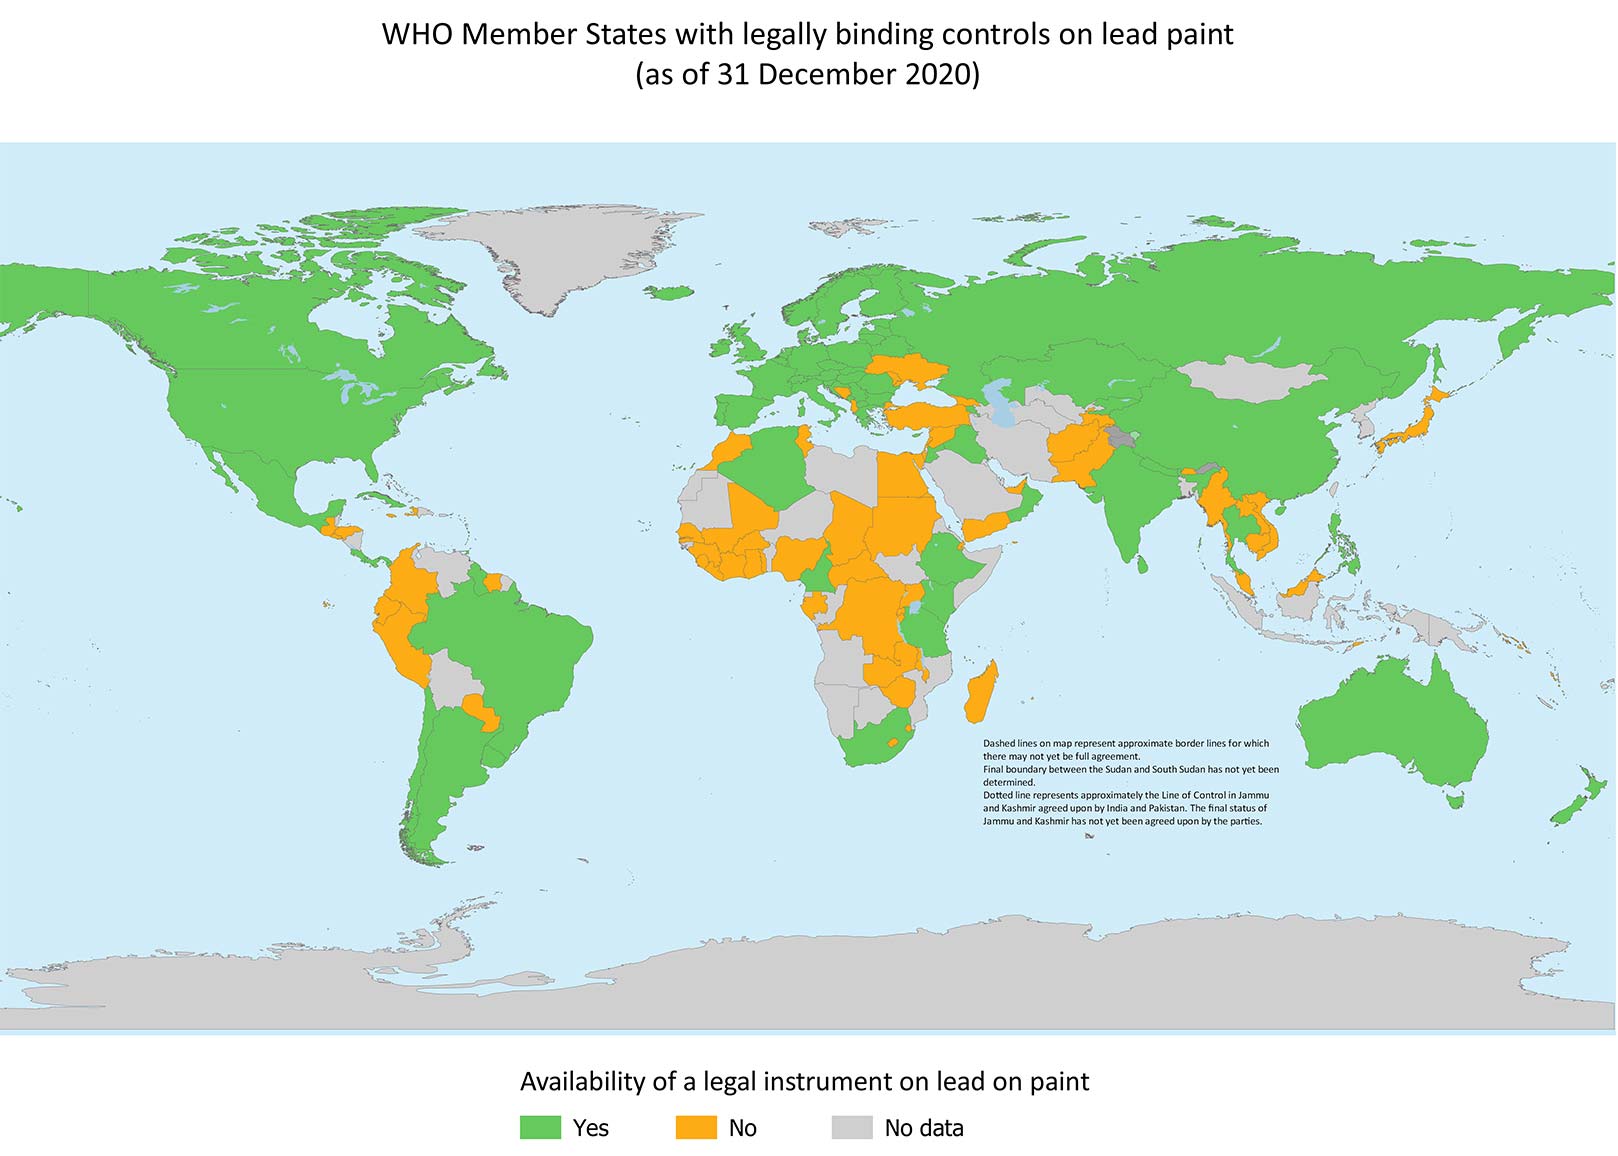 WHO Member States with legally binding controls on lead paint
(as of 31 December 2020)
Dashed lines on map represent approximate border lines for which
there may not yet be full agreement.
Final boundary between the Sudan and South Sudan has not yet been
determined.
Dotted line represents approximately the Line of Control in Jammu
and Kashmir agreed upon by India and Pakistan. The final status of
Jammu and Kashmir has not yet been agreed upon by the parties.
Availability of a legal instrument on lead on paint
Yes
No
No data